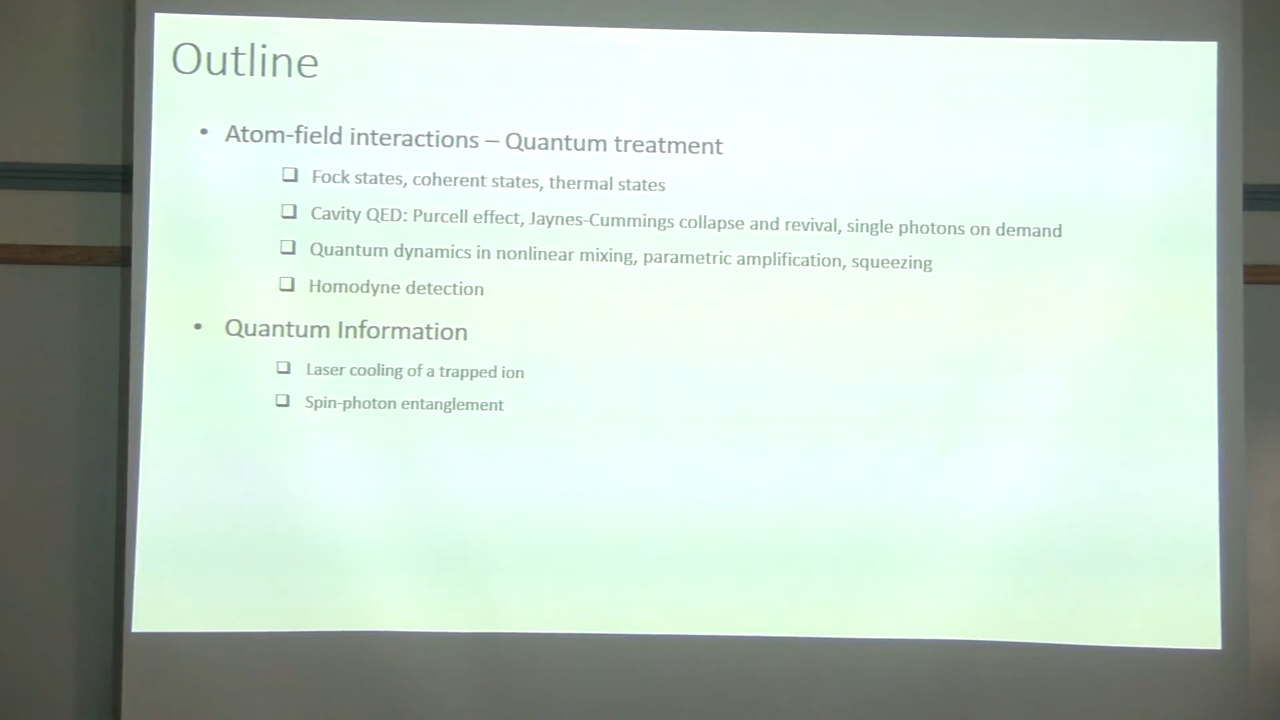 Outline
• Atom-field interactions – Quantum treatment
❑ Fock states, coherent states, thermal states
❑ Cavity QED: Purcell effect, Jaynes-Cummings collapse and revival, single photons on demand
❑ Quantum dynamics in nonlinear mixing, parametric amplification, squeezing
❑ Homodyne detection
• Quantum Information
❑ Laser cooling of a trapped ion
❑ Spin-photon entanglement